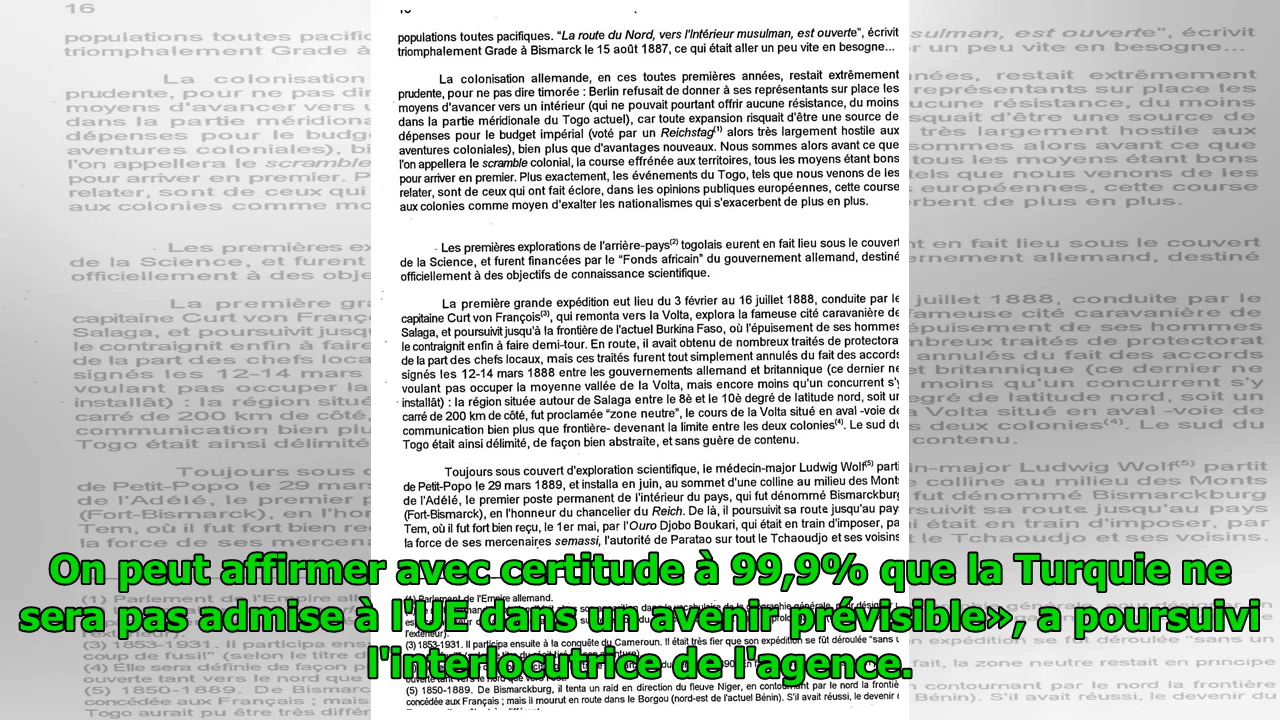 16
populations toutes pacifiques. "La route du Nord, vers l'Intérieur musulman, est ouverte", écrivit
triomphalement Grade à Bismarck le 15 août 1887, ce qui était aller un peu vite en besogne...
La colonisation allemande, en ces toutes premières années, restait extrêmement
prudente, pour ne pas dire timorée : Berlin refusait de donner à ses représentants sur place les
moyens d'avancer vers un intérieur (qui ne pouvait pourtant offrir aucune résistance, du moins
dans la partie méridionale du Togo actuel), car toute expansion risquait d'être une source de
dépenses pour le budget impérial (voté par un Reichstag(1) alors très largement hostile aux
aventures coloniales), bien plus que d'avantages nouveaux. Nous sommes alors avant ce que
l'on appellera le scramble colonial, la course effrénée aux territoires, tous les moyens étant bons
pour arriver en premier. Plus exactement, les événements du Togo, tels que nous venons de les
relater, sont de ceux qui ont fait éclore, dans les opinions publiques européennes, cette course
aux colonies comme moyen d'exalter les nationalismes qui s'exacerbent de plus en plus.
Les premières explorations de l'arrière-pays(2) togolais eurent en fait lieu sous le couvert
de la Science, et furent financées par le "Fonds africain" du gouvernement allemand, destiné
officiellement à des objectifs de connaissance scientifique.
La première grande expédition eut lieu du 3 février au 16 juillet 1888, conduite par le
capitaine Curt von François(3), qui remonta vers la Volta, explora la fameuse cité caravanière de
Salaga, et poursuivit jusqu'à la frontière de l'actuel Burkina Faso, où l'épuisement de ses hommes
le contraignit enfin à faire demi-tour. En route, il avait obtenu de nombreux traités de protectora
de la part des chefs locaux, mais ces traités furent tout simplement annulés du fait des accords
signés les 12-14 mars 1888 entre les gouvernements allemand et britannique (ce dernier ne
voulant pas occuper la moyenne vallée de la Volta, mais encore moins qu'un concurrent s'y
installât) : la région située autour de Salaga entre le 8è et le 10è degré de latitude nord, soit un
carré de 200 km de côté, fut proclamée "zone neutre", le cours de la Volta situé en aval -voie de
communication bien plus que frontière- devenant la limite entre les deux colonies(4). Le sud du
Togo était ainsi délimité, de façon bien abstraite, et sans guère de contenu.
Toujours sous couvert d'exploration scientifique, le médecin-major Ludwig Wolf(5) partit
de Petit-Popo le 29 mars 1889, et installa en juin, au sommet d'une colline au milieu des Monts
de l'Adélé, le premier poste permanent de l'intérieur du pays, qui fut dénommé Bismarckburg
(Fort-Bismarck), en l'honneur du chancelier du Reich. De là, il poursuivit sa route jusqu'au pays
Tem, où il fut fort bien reçu, le 1er mai, par l'Ouro Djobo Boukari, qui était en train d'imposer, par
la force de ses mercenaires semassi, l'autorité de Paratao sur tout le Tchaoudjo et ses voisins
On peut affirmer avec certitude à 99,9% que la Turquie ne
sera pas admise à l'UE dans un avenir prévisible», a poursuivi
l'interlocutrice de l'agence.
(1) Parlement de l'Empire allemand.
l'extérieur).
(3) 1853-1931. Il participa ensuite à la conquête du Cameroun. Il était très fier que son expédition se fût déroulée "sans un
(5) 1850-1889. De Bismarckburg, il tenta un raid en direction du fleuve Niger, en contournant par le nord la frontière
concédée aux Français ; mais il mourut en route dans le Borgou (nord-est de l'actuel Bénin). S'il avait réussi, le devenir du